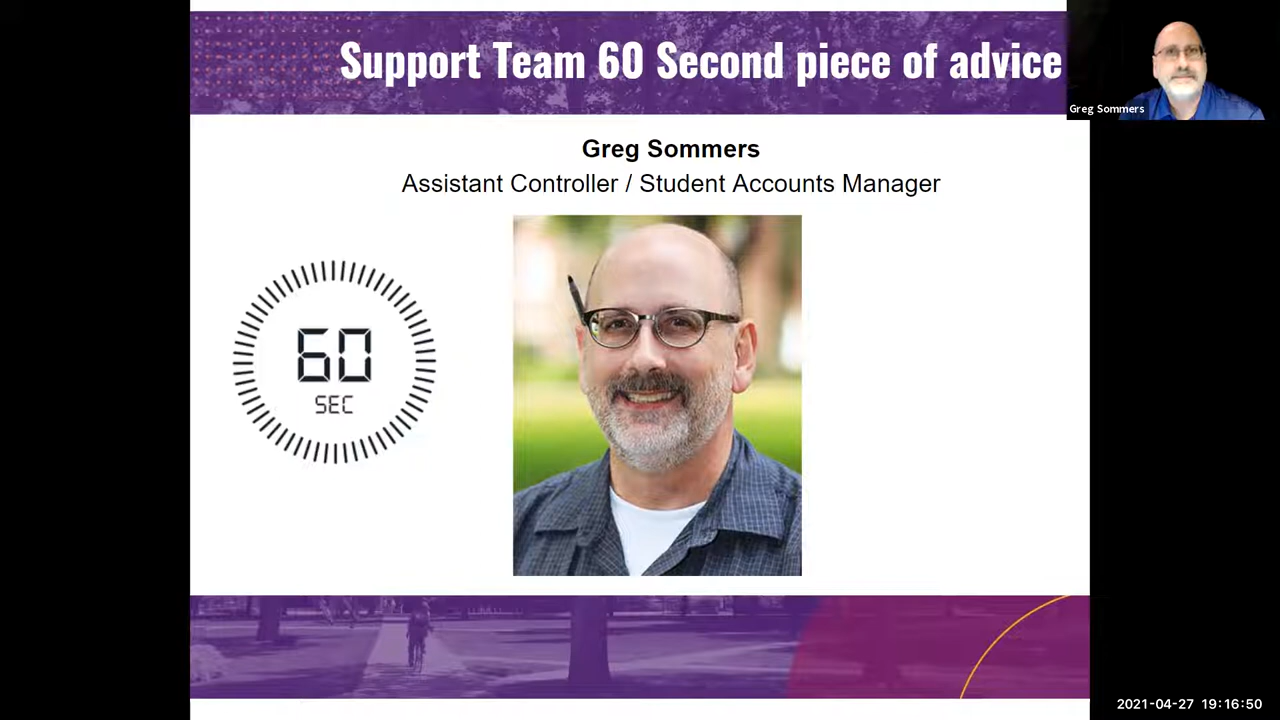 Support Team 60 Second piece of advice
Greg Sommers
Greg Sommers
Assistant Controller / Student Accounts Manager
60
SEC
2021-04-27 19:16:50